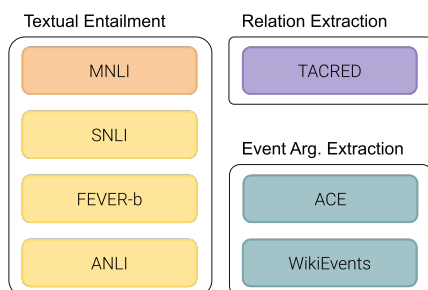 Textual Entailment
MNLI
SNLI
FEVER-b
ANLI
Relation Extraction
TACRED
Event Arg. Extraction
ACE
WikiEvents